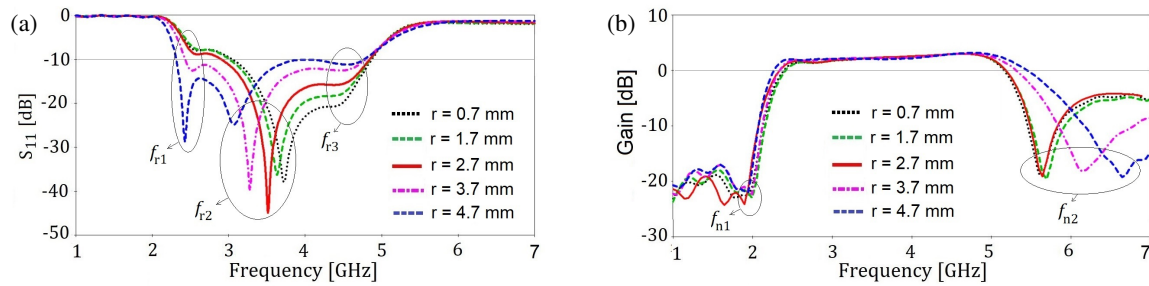 (a)
S11 [dB]
0
-10
-20
-30
-40
-50
1 2 3 4 5 6 7
Frequency [GHz]
fr1
fr2
fr3
r = 0.7 mm
r = 1.7 mm
r = 2.7 mm
r = 3.7 mm
r = 4.7 mm
(b)
Gain [dB]
20
10
0
-10
-20
-30
1 2 3 4 5 6 7
Frequency [GHz]
fn1
fn2
r = 0.7 mm
r = 1.7 mm
r = 2.7 mm
r = 3.7 mm
r = 4.7 mm